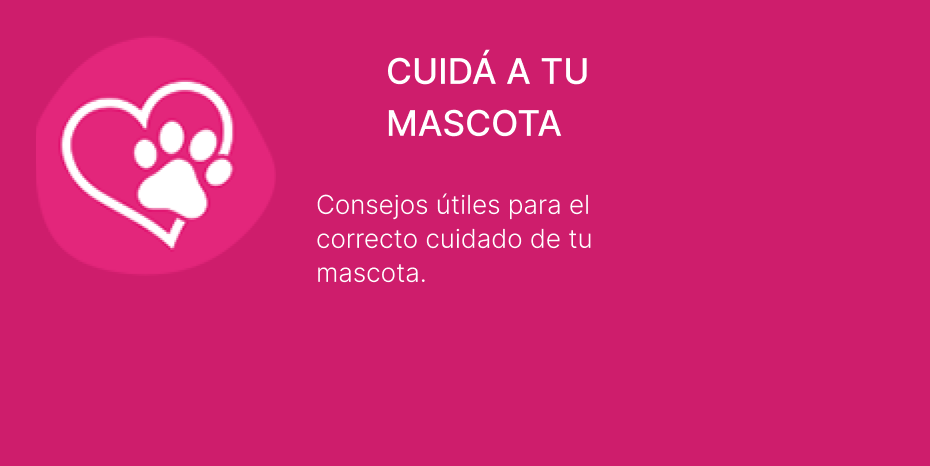 CUIDÁ A TU
MASCOTA
Consejos útiles para el
correcto cuidado de tu
mascota.